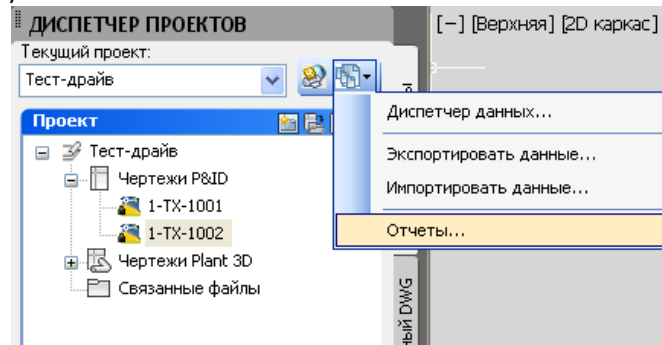 ДИСПЕТЧЕР ПРОЕКТОВ
[−] [Верхняя] [2D каркас]
Текущий проект:
Тест-драйв
Проект
Диспетчер данных...
Экспортировать данные...
Импортировать данные...
Отчеты...
Тест-драйв
Чертежи P&ID
1-TX-1001
1-TX-1002
Чертежи Plant 3D
Связанные файлы
ный DWG